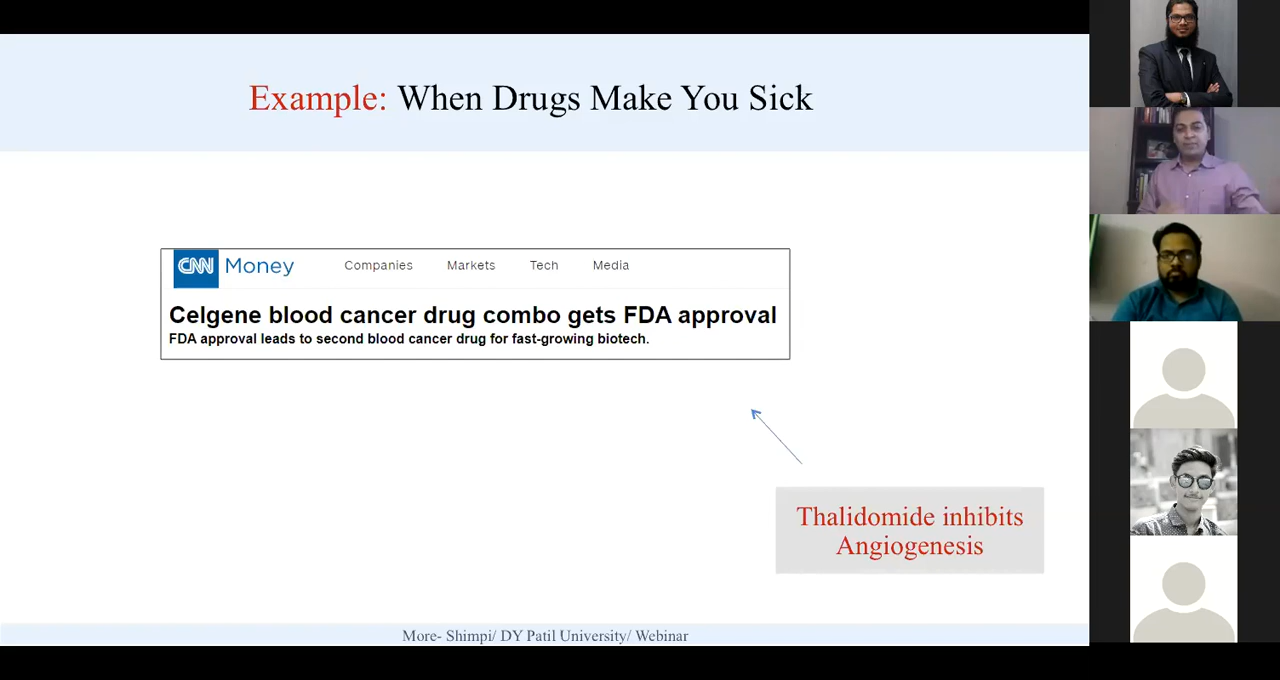 Example: When Drugs Make You Sick
CNN Money Companies Markets Tech Media
Celgene blood cancer drug combo gets FDA approval
FDA approval leads to second blood cancer drug for fast-growing biotech.
Thalidomide inhibits
Angiogenesis
More- Shimpi/ DY Patil University/ Webinar